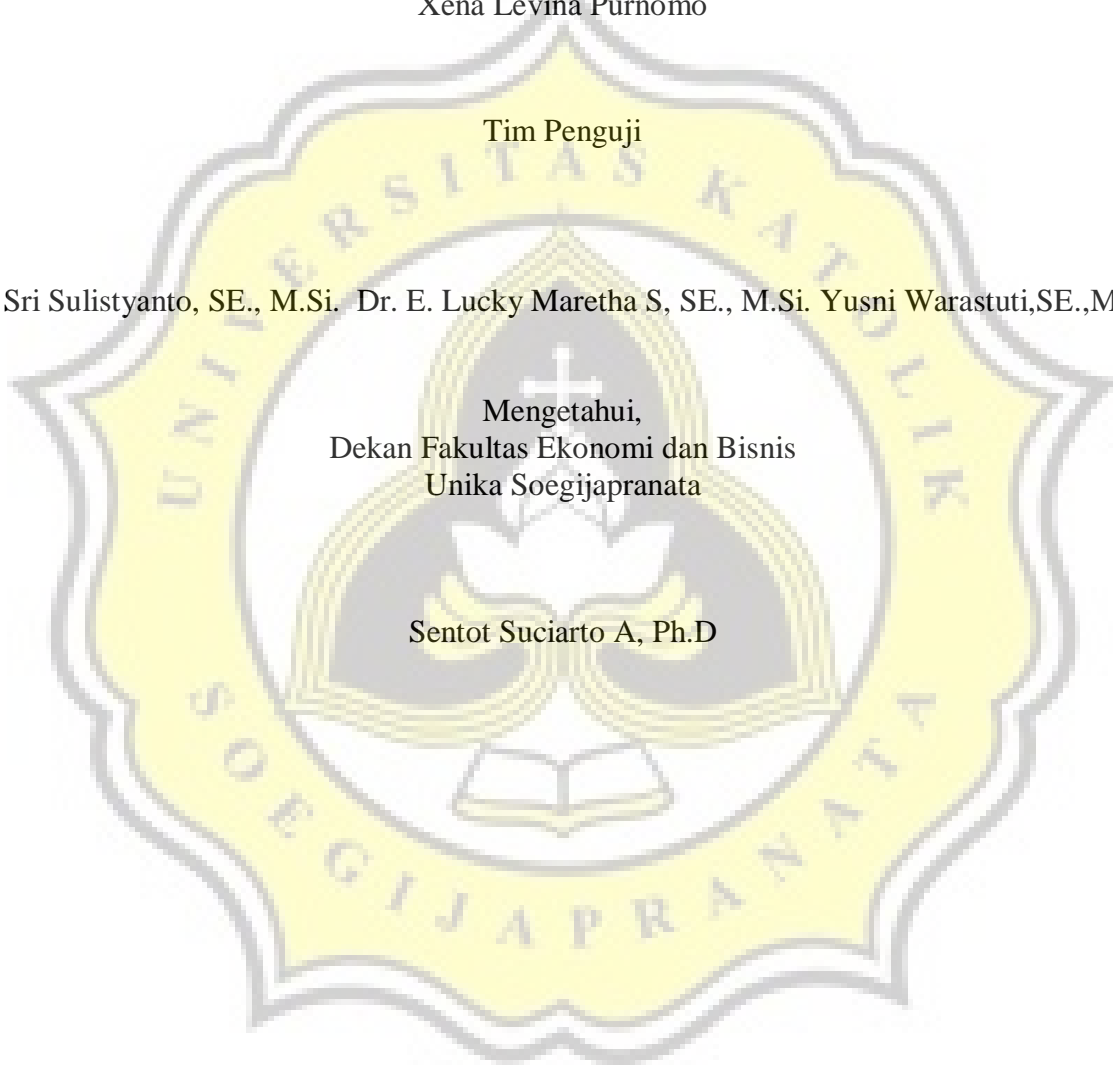 Xena Levina Purnomo
Tim Penguji
Sri Sulistyanto, SE., M.Si. Dr. E. Lucky Maretha S, SE., M.Si. Yusni Warastuti,SE.,M
Mengetahui,
Dekan Fakultas Ekonomi dan Bisnis
Unika Soegijapranata
Sentot Suciarto A, Ph.D
UNIVERSITAS KATOLIK
SOEGIJAPRANATA